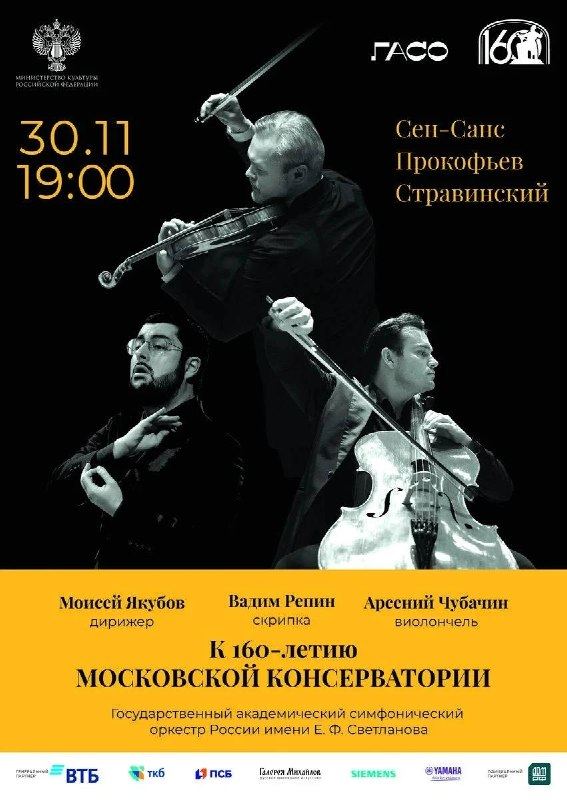 МИНИСТЕРСТВО КУЛЬТУРЫ
РОССИЙСКОЙ ФЕДЕРАЦИИ
ГАСО
160
30.11
19:00
Сен-Санс
Прокофьев
Стравинский
Моисей Якубов
дирижер
Вадим Репин
скрипка
Арсений Чубачин
виолончель
К 160-летию
МОСКОВСКОЙ КОНСЕРВАТОРИИ
Государственный академический симфонический
оркестр России имени Е. Ф. Светланова
ВТБ
ткб
ПСБ
Галерея Михайлов
SIEMENS
YAMAHA